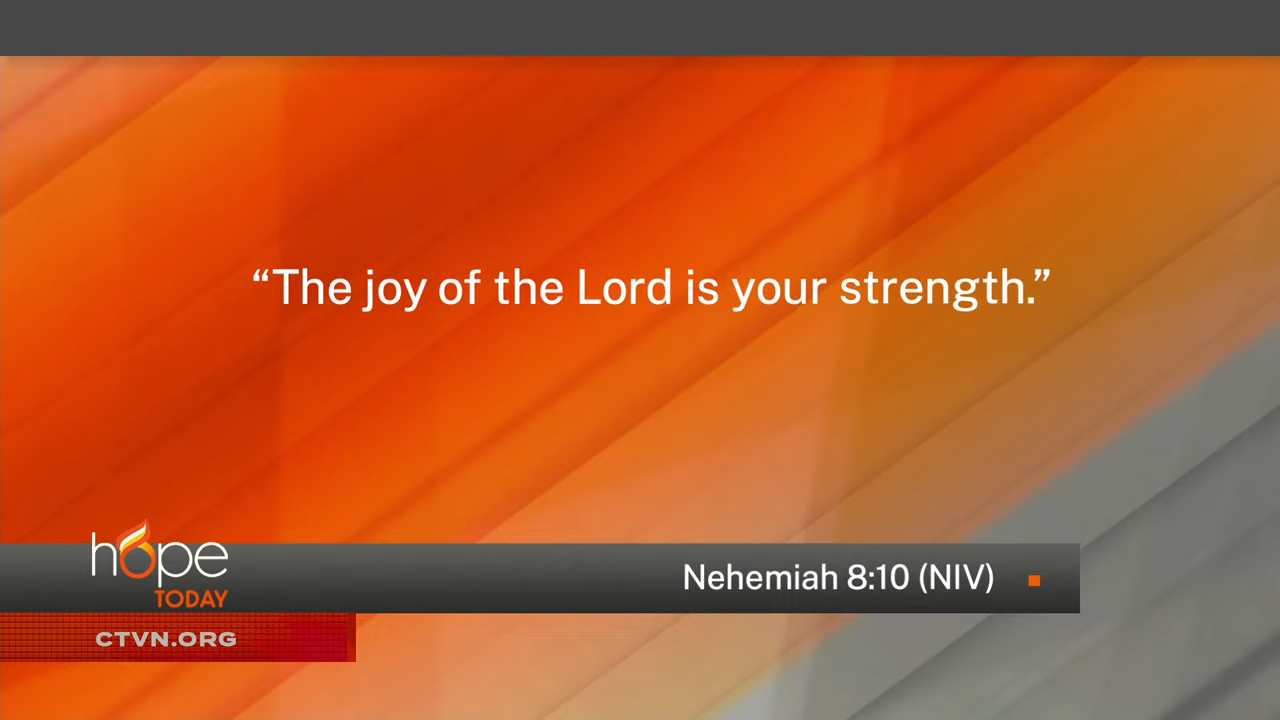 “The joy of the Lord is your strength.”
hope
TODAY
Nehemiah 8:10 (NIV)
CTVN.ORG